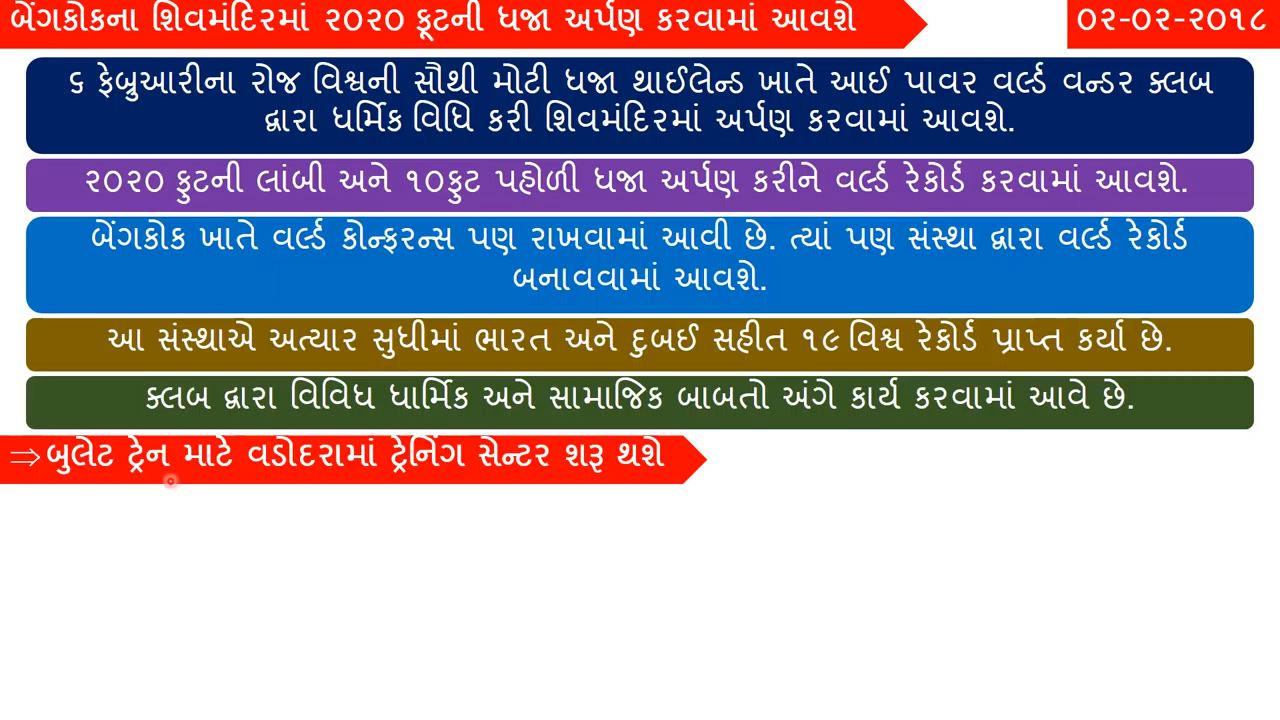 બેંગકોકના શિવમંદિરમાં ૨૦૨૦ ફૂટની ધજા અર્પણ કરવામાં આવશે
૦૨-૦૨-૨૦૧૮
૬ ફેબ્રુઆરીના રોજ વિશ્વની સૌથી મોટી ધજા થાઈલેન્ડ ખાતે આઈ પાવર વર્લ્ડ વન્ડર ક્લબ
દ્વારા ધર્મિક વિધિ કરી શિવમંદિરમાં અર્પણ કરવામાં આવશે.
૨૦૨૦ ફુટની લાંબી અને ૧૦ફુટ પહોળી ધજા અર્પણ કરીને વર્લ્ડ રેકોર્ડ કરવામાં આવશે.
બેંગકોક ખાતે વર્લ્ડ કોન્ફરન્સ પણ રાખવામાં આવી છે. ત્યાં પણ સંસ્થા દ્વારા વર્લ્ડ રેકોર્ડ
બનાવવામાં આવશે.
આ સંસ્થાએ અત્યાર સુધીમાં ભારત અને દુબઈ સહીત ૧૯ વિશ્વ રેકોર્ડ પ્રાપ્ત કર્યા છે.
ક્લબ દ્વારા વિવિધ ધાર્મિક અને સામાજિક બાબતો અંગે કાર્ય કરવામાં આવે છે.
⇒ બુલેટ ટ્રેન માટે વડોદરામાં ટ્રેનિંગ સેન્ટર શરૂ થશે